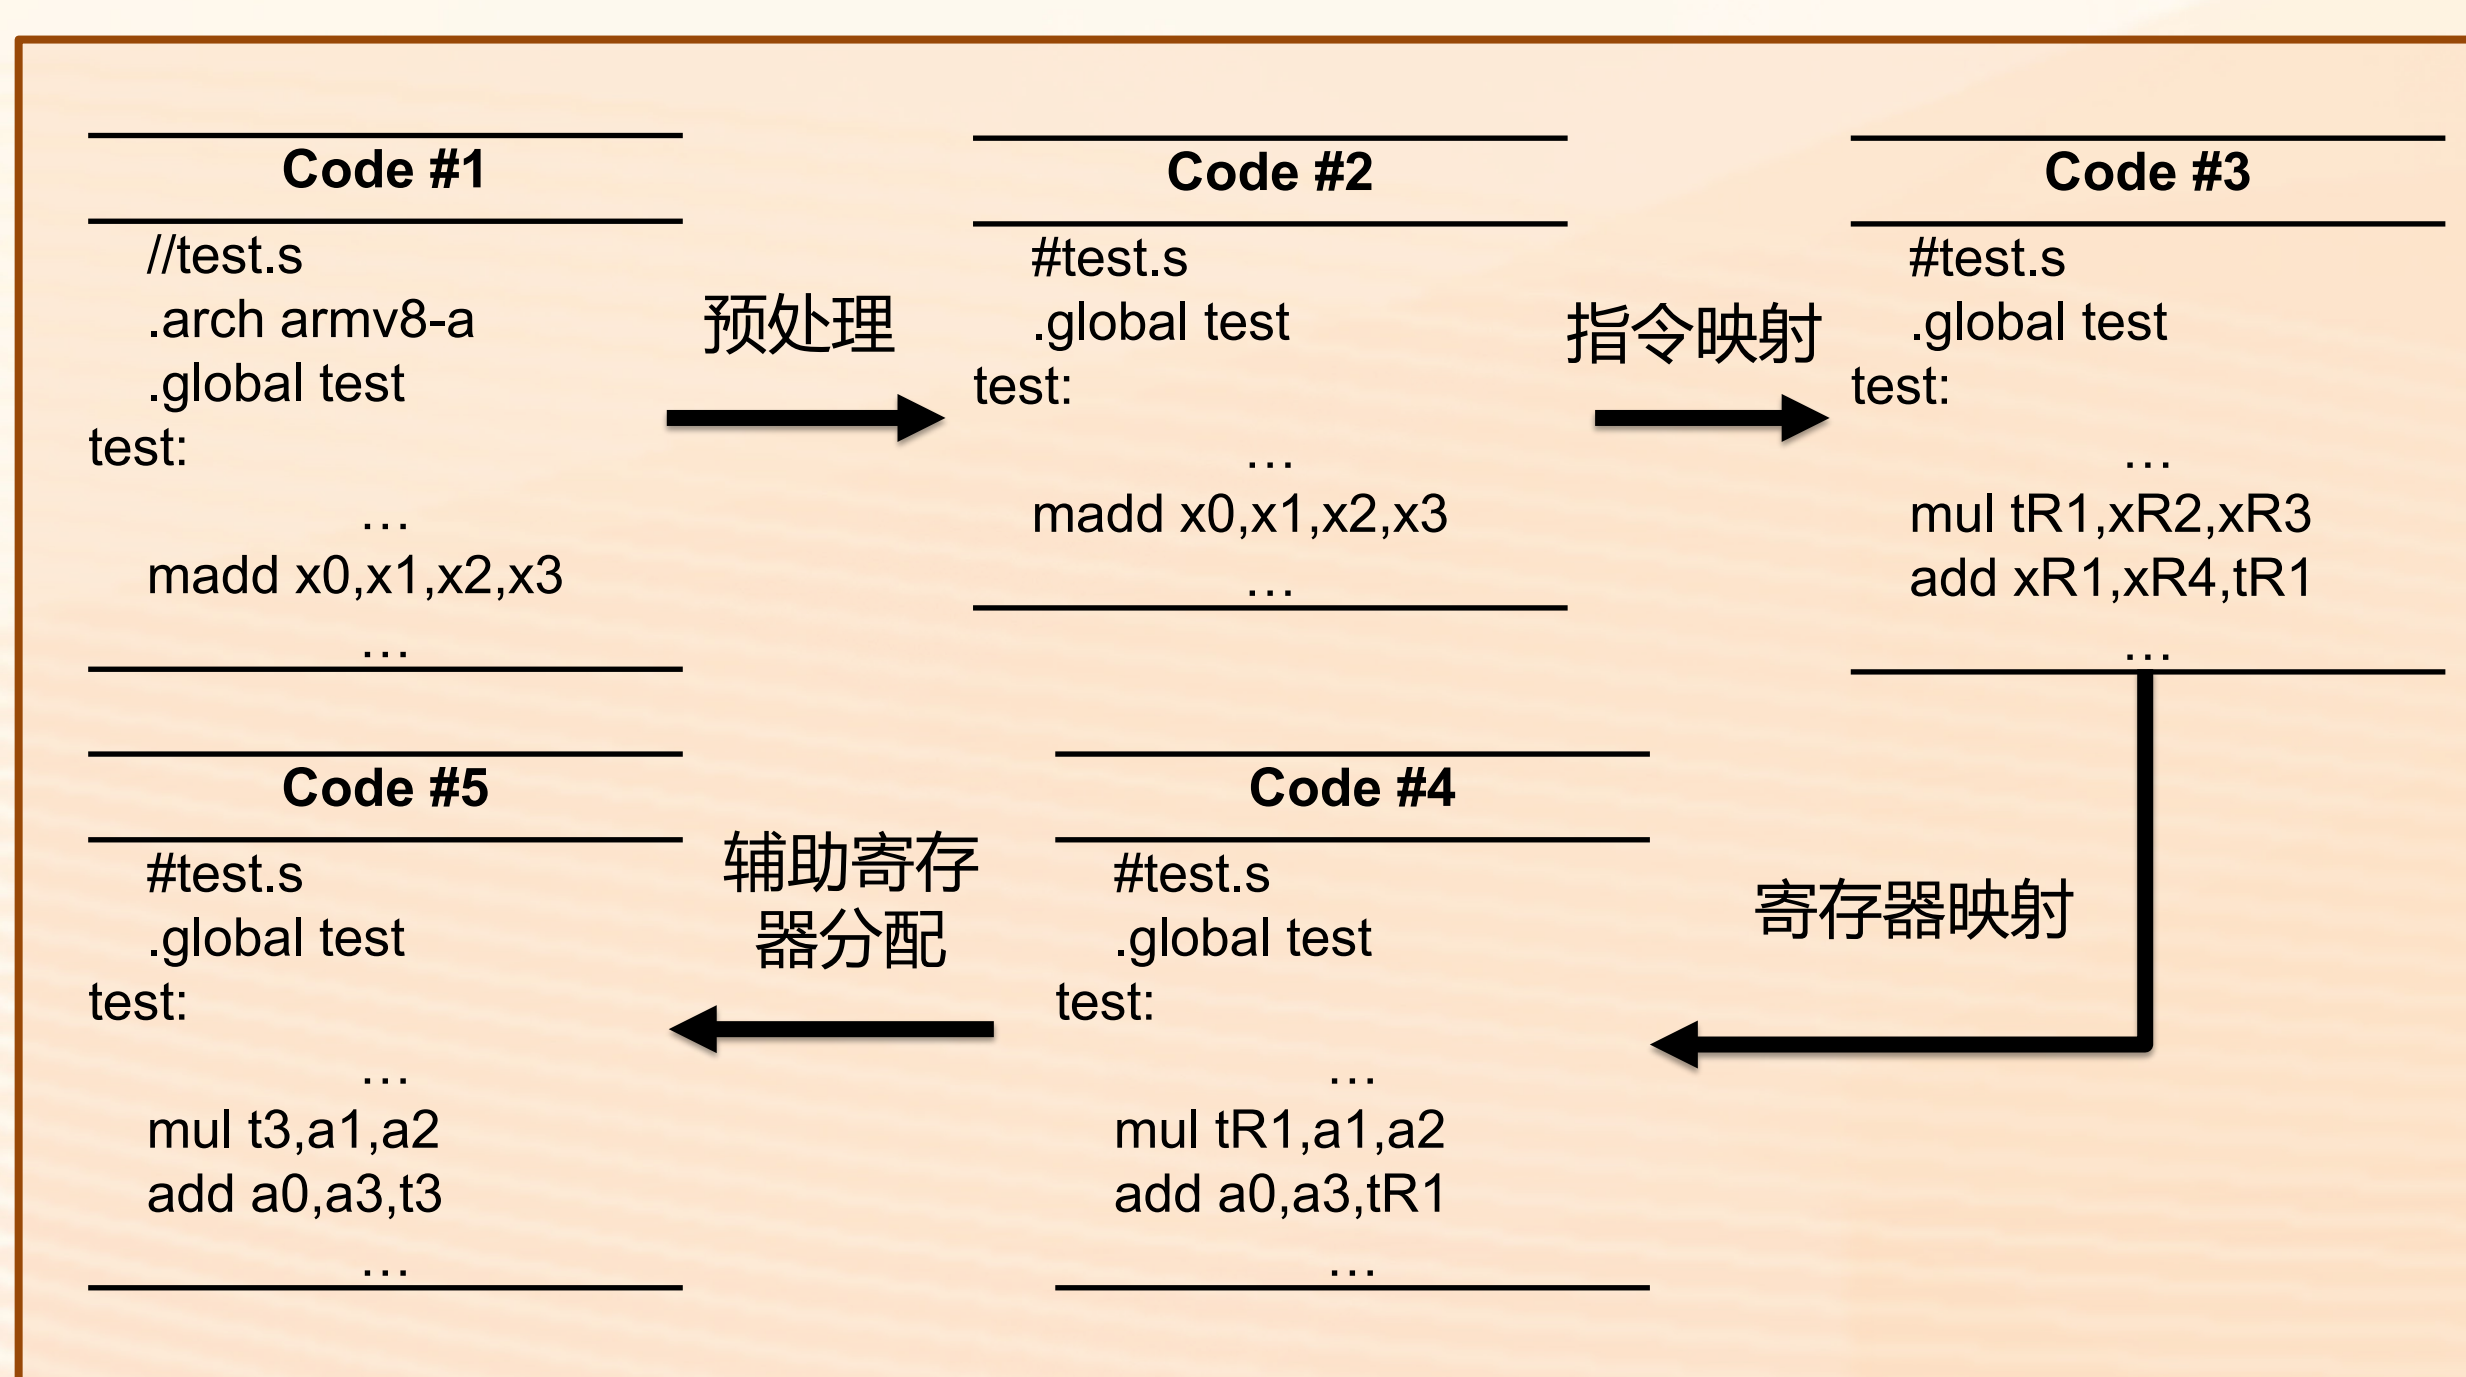 Code #1
//test.s
.arch armv8-a
.global test
test:
…
madd x0,x1,x2,x3
…
预处理
Code #2
#test.s
.global test
test:
…
madd x0,x1,x2,x3
…
指令映射
Code #3
#test.s
.global test
test:
…
mul tR1,xR2,xR3
add xR1,xR4,tR1
…
寄存器映射
Code #4
#test.s
.global test
test:
…
mul tR1,a1,a2
add a0,a3,tR1
…
辅助寄存
器分配
Code #5
#test.s
.global test
test:
…
mul t3,a1,a2
add a0,a3,t3
…